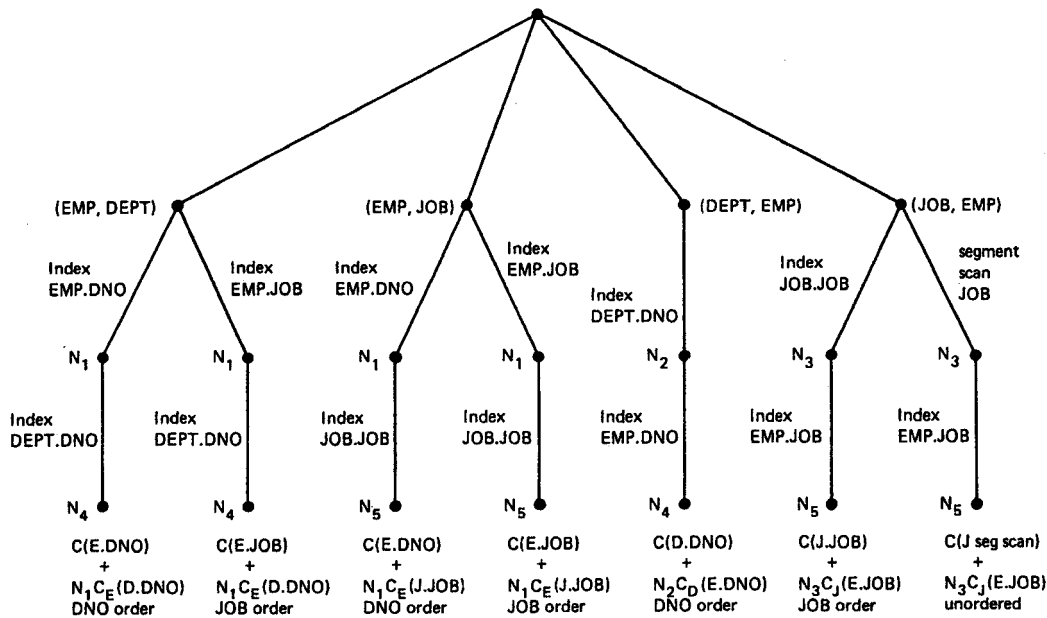 (EMP, DEPT)
(EMP, JOB)
(DEPT, EMP)
(JOB, EMP)
Index
EMP.DNO
Index
EMP.JOB
Index
EMP.DNO
Index
EMP.JOB
Index
DEPT.DNO
Index
JOB.JOB
segment
scan
JOB
N1
N1
N1
N1
N2
N3
N3
Index
DEPT.DNO
Index
DEPT.DNO
Index
JOB.JOB
Index
JOB.JOB
Index
EMP.DNO
Index
EMP.JOB
Index
EMP.JOB
N4
N4
N5
N5
N4
N5
N5
C(E.DNO)
+
N1CE(D.DNO)
DNO order
C(E.JOB)
+
N1CE(D.DNO)
JOB order
C(E.DNO)
+
N1CE(J.JOB)
DNO order
C(E.JOB)
+
N1CE(J.JOB)
JOB order
C(D.DNO)
+
N2CD(E.DNO)
DNO order
C(J.JOB)
+
N3CJ(E.JOB)
JOB order
C(J seg scan)
+
N3CJ(E.JOB)
unordered